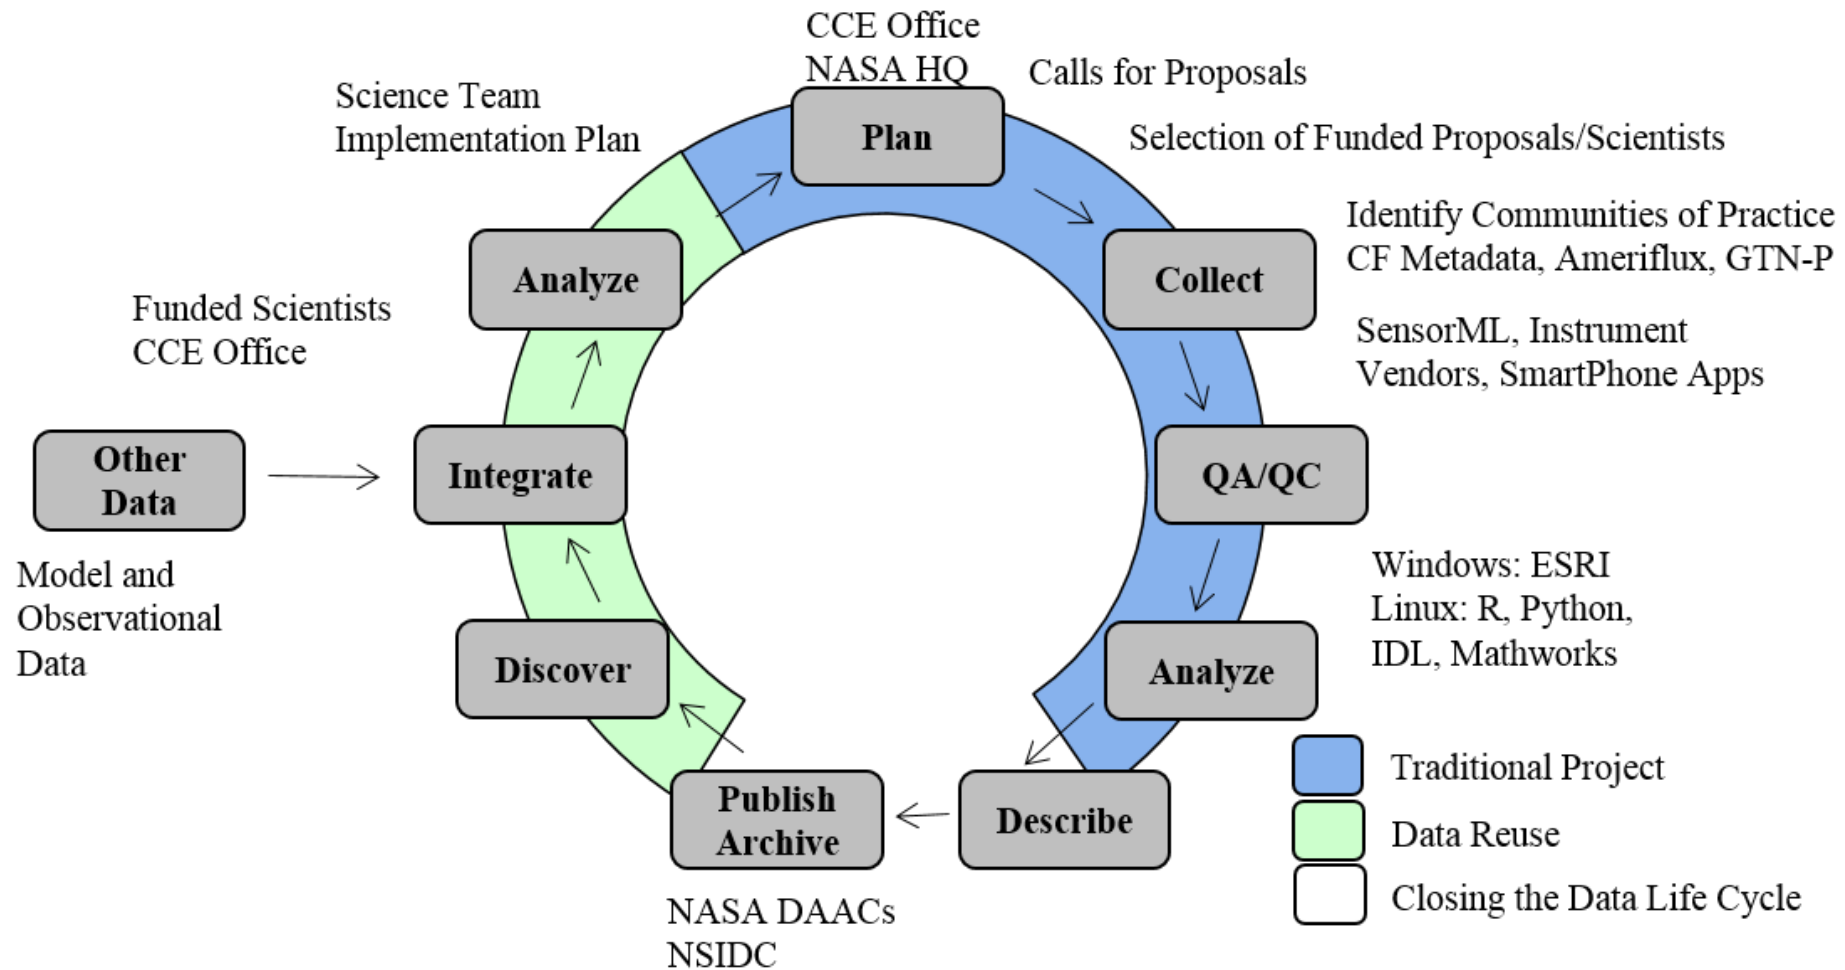 CCE Office
NASA HQ
Calls for Proposals
Science Team
Implementation Plan
Plan
Selection of Funded Proposals/Scientists
Identify Communities of Practice
CF Metadata, Ameriflux, GTN-P
Analyze
Collect
Funded Scientists
CCE Office
SensorML, Instrument
Vendors, SmartPhone Apps
Other
Data
Integrate
QA/QC
Model and
Observational
Data
Windows: ESRI
Linux: R, Python,
IDL, Mathworks
Discover
Analyze
Publish
Archive
Describe
Traditional Project
Data Reuse
Closing the Data Life Cycle
NASA DAACs
NSIDC